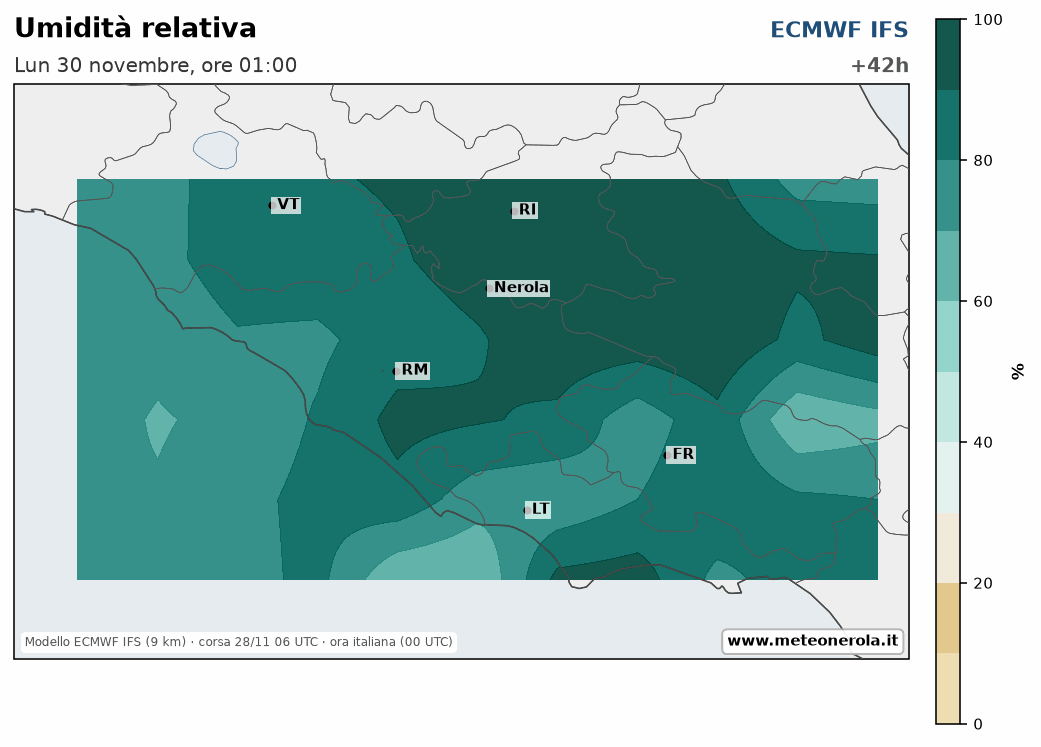 Umidità relativa
ECMWF IFS
Lun 30 novembre, ore 01:00
+42h
100
80
60
40
20
0
%
VT
RI
Nerola
RM
FR
LT
Modello ECMWF IFS (9 km) · corsa 28/11 06 UTC · ora italiana (00 UTC)
www.meteonerola.it